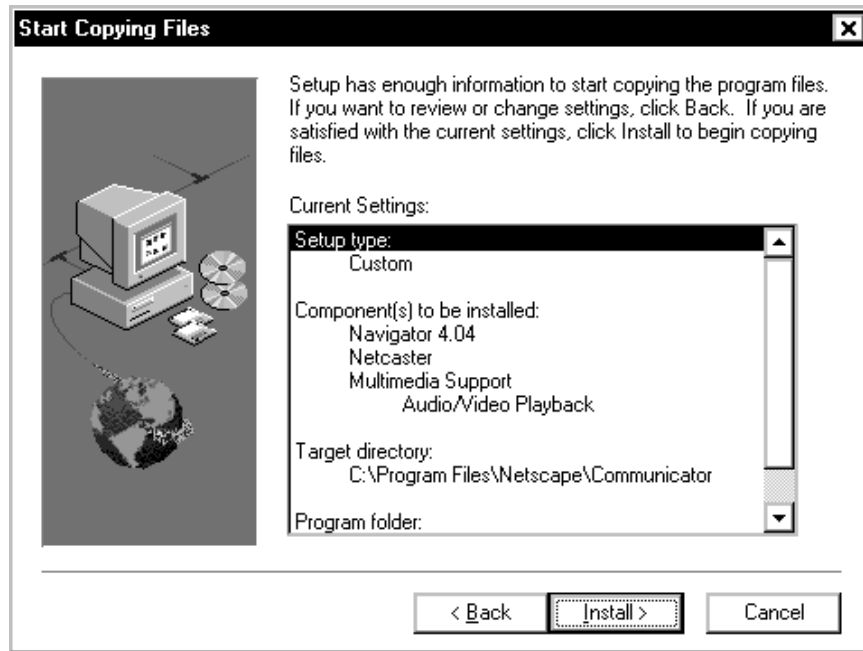 Start Copying Files
Setup has enough information to start copying the program files.
If you want to review or change settings, click Back.  If you are
satisfied with the current settings, click Install to begin copying
files.
Current Settings:
Setup type:
Custom
Component(s) to be installed:
Navigator 4.04
Netcaster
Multimedia Support
Audio/Video Playback
Target directory:
C:\Program Files\Netscape\Communicator
Program folder:
< Back
Install >
Cancel